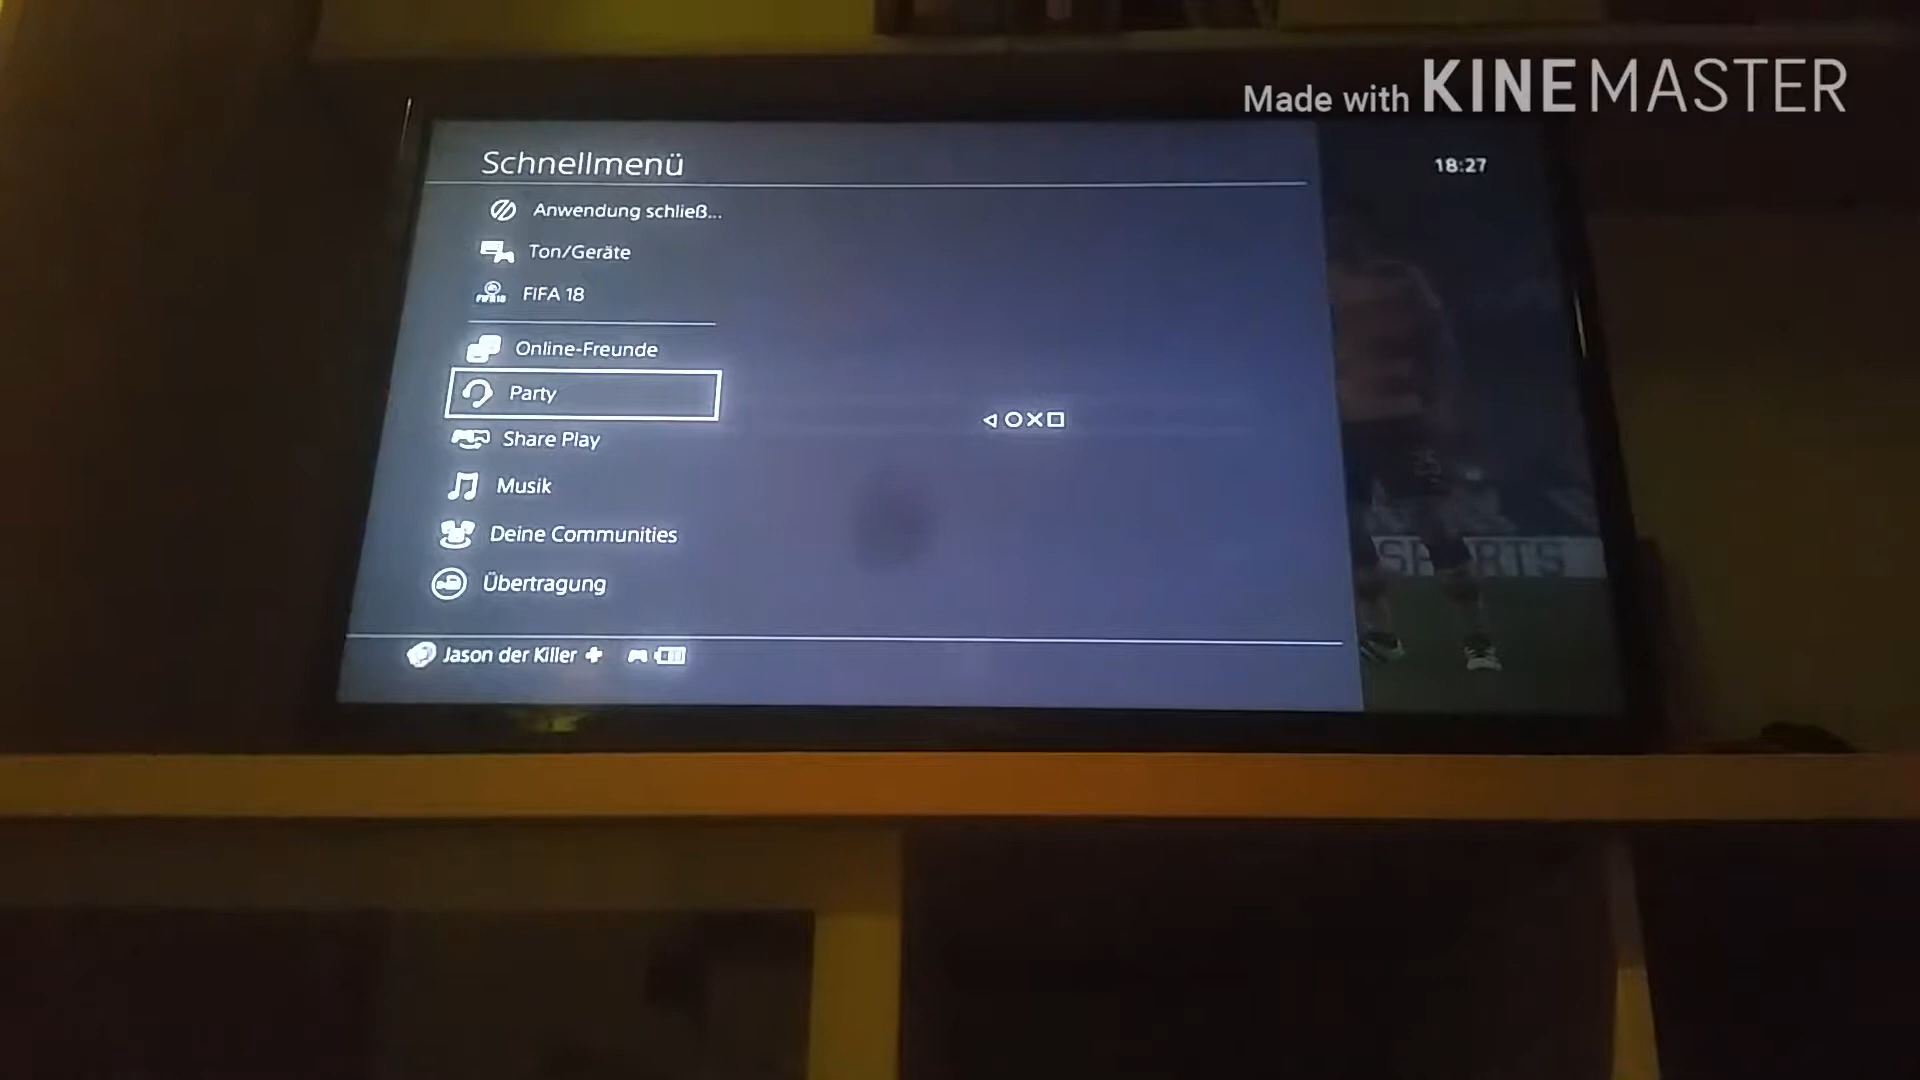 Made with KINEMASTER
Schnellmenü
18:27
Anwendung schließ...
Ton/Geräte
FIFA 18
Online-Freunde
Party
Share Play
Musik
Deine Communities
Übertragung
Jason der Killer